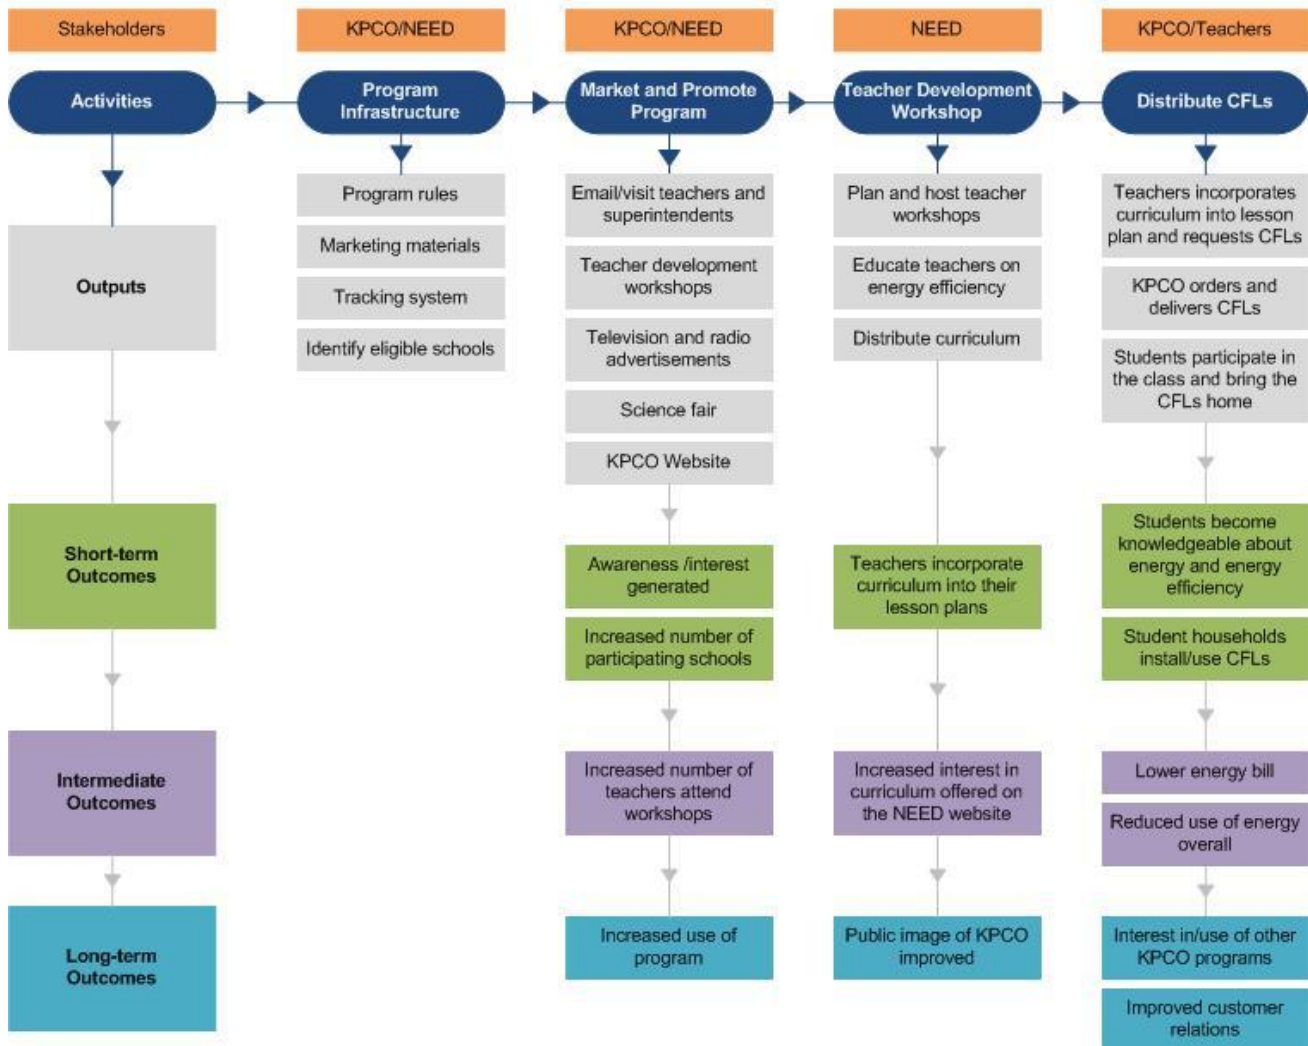 Stakeholders
KPCO/NEED
KPCO/NEED
NEED
KPCO/Teachers
Activities
Program
Infrastructure
Market and Promote
Program
Teacher Development
Workshop
Distribute CFLs
Outputs
Program rules
Marketing materials
Tracking system
Identify eligible schools
Email/visit teachers and
superintendents
Teacher development
workshops
Television and radio
advertisements
Science fair
KPCO Website
Plan and host teacher
workshops
Educate teachers on
energy efficiency
Distribute curriculum
Teachers incorporates
curriculum into lesson
plan and requests CFLs
KPCO orders and
delivers CFLs
Students participate in
the class and bring the
CFLs home
Short-term
Outcomes
Awareness /interest
generated
Increased number of
participating schools
Teachers incorporate
curriculum into their
lesson plans
Students become
knowledgeable about
energy and energy
efficiency
Student households
install/use CFLs
Intermediate
Outcomes
Increased number of
teachers attend
workshops
Increased interest in
curriculum offered on
the NEED website
Lower energy bill
Reduced use of energy
overall
Long-term
Outcomes
Increased use of
program
Public image of KPCO
improved
Interest in/use of other
KPCO programs
Improved customer
relations